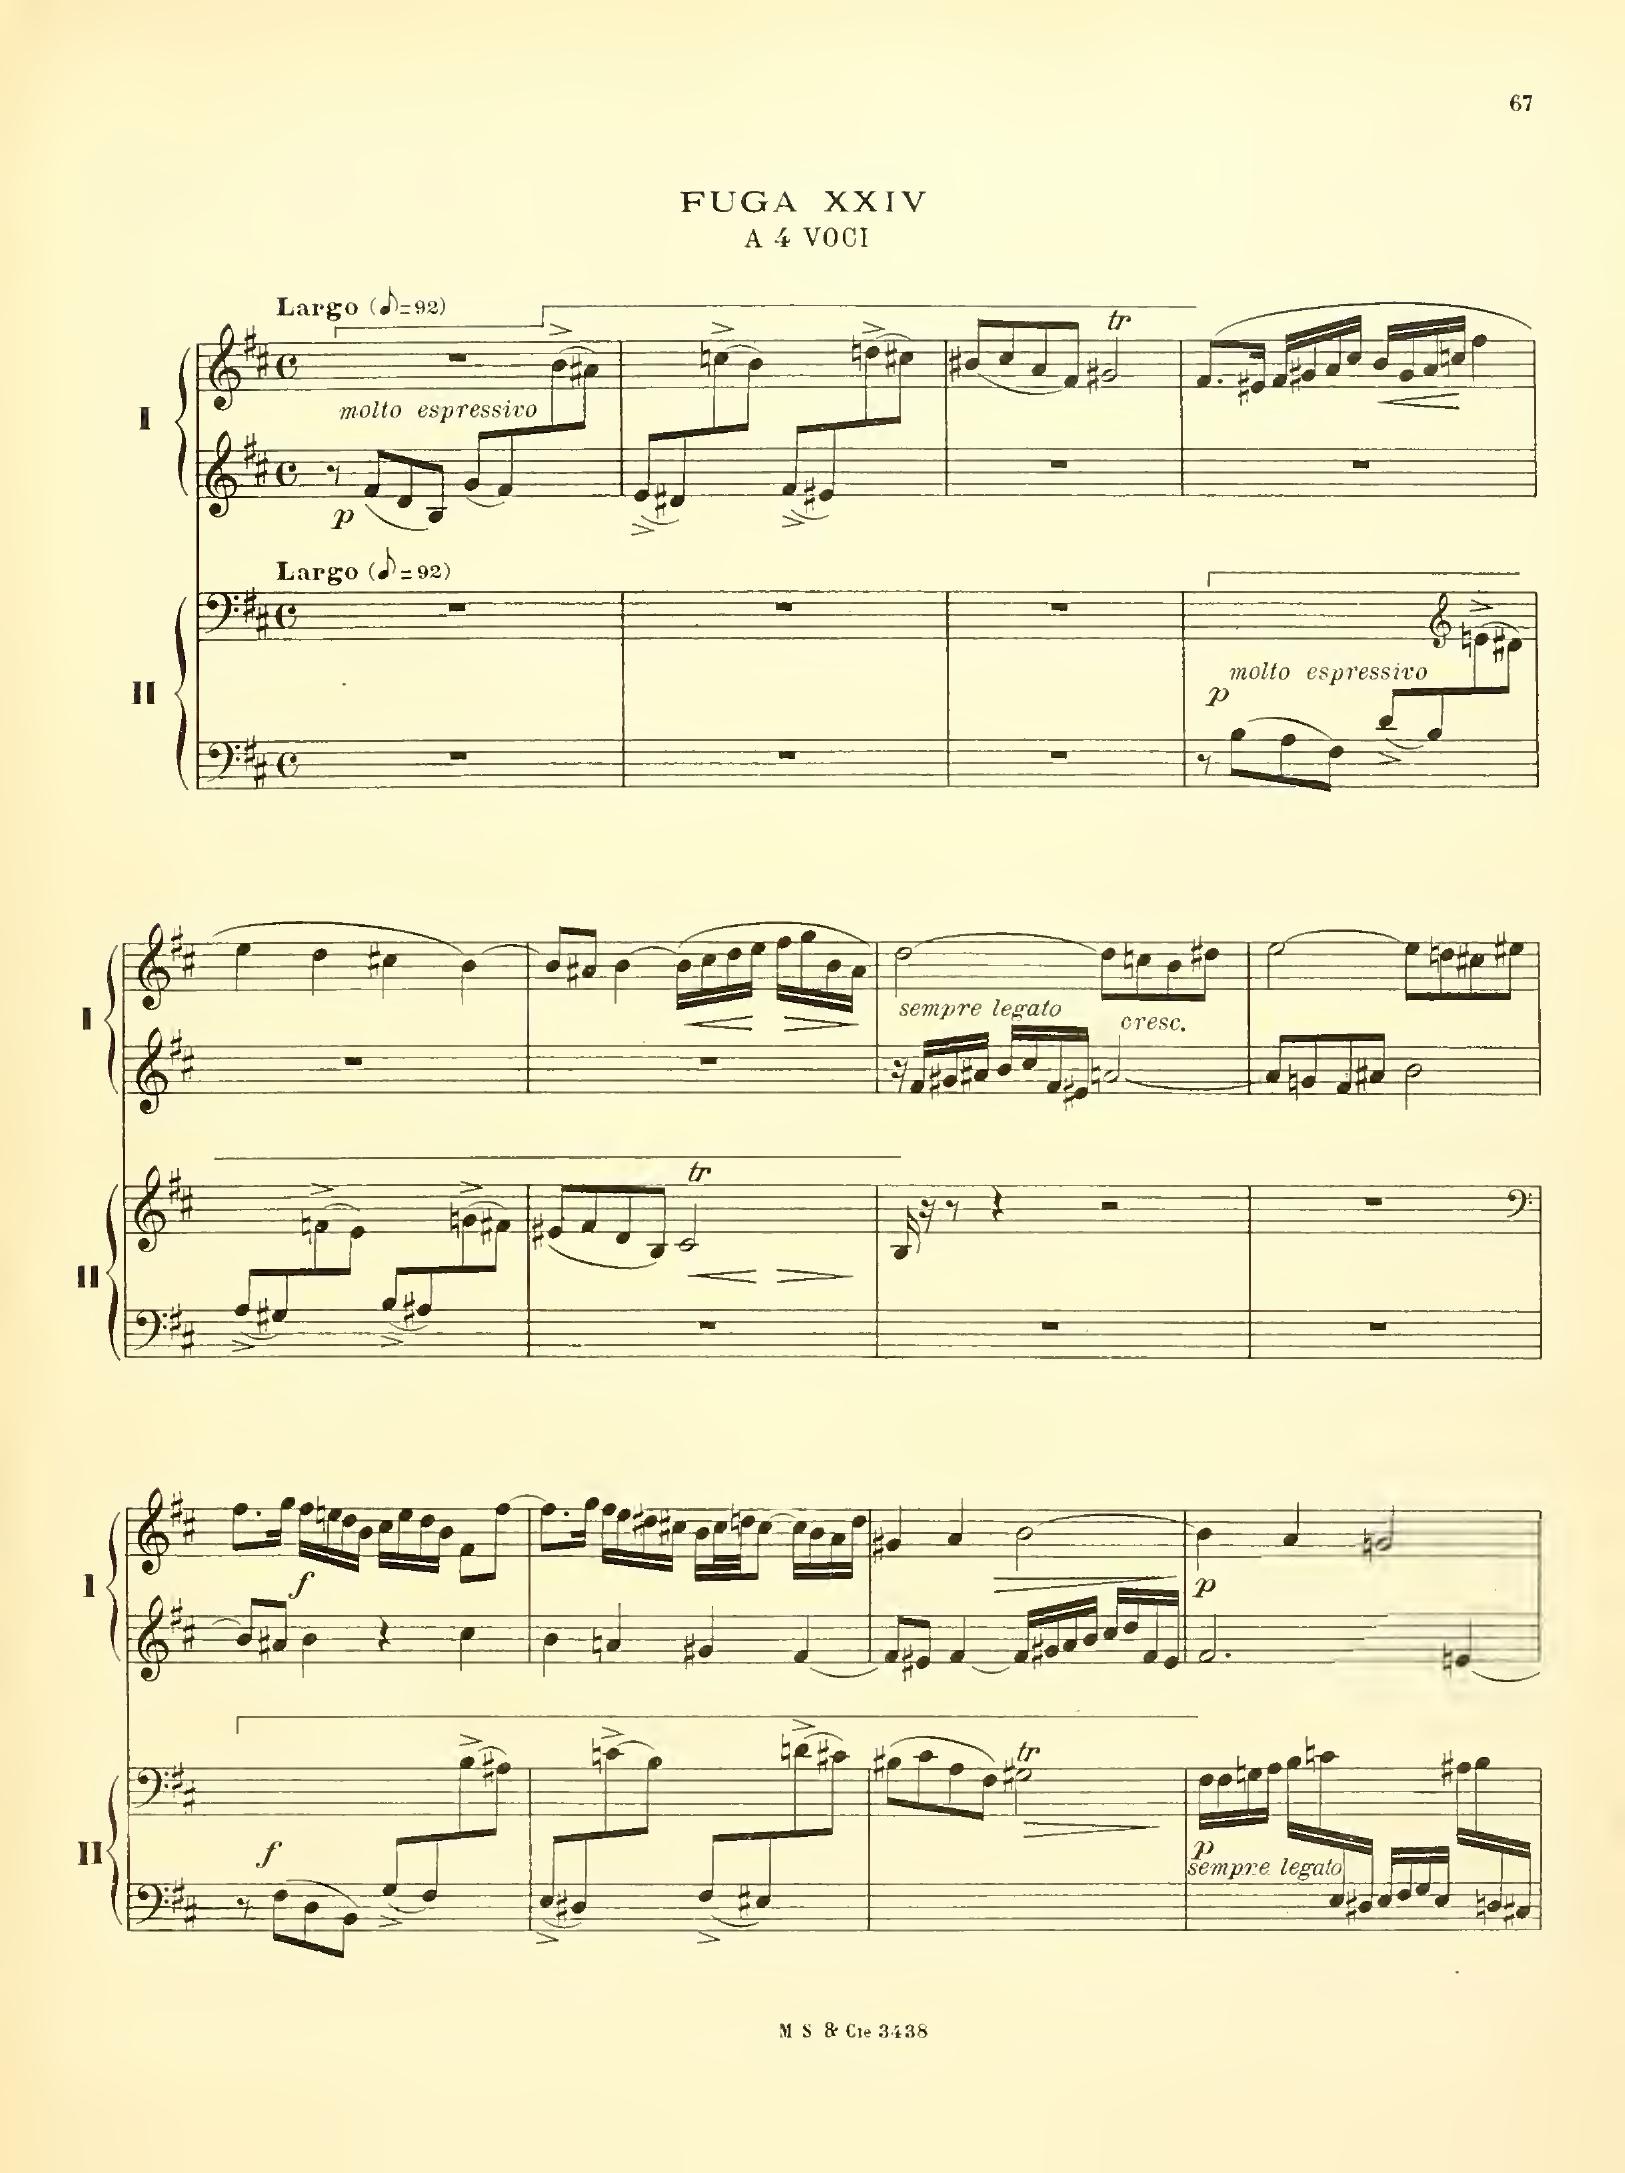 67
FUGA XXIV
A 4 VOCI
Largo (♪=92)
tr
I
molto espressivo
p
Largo (♪=92)
II
molto espressivo
p
I
sempre legato
cresc.
tr
II
I
f
p
tr
II
f
p
sempre legato
M S & Cie 3438